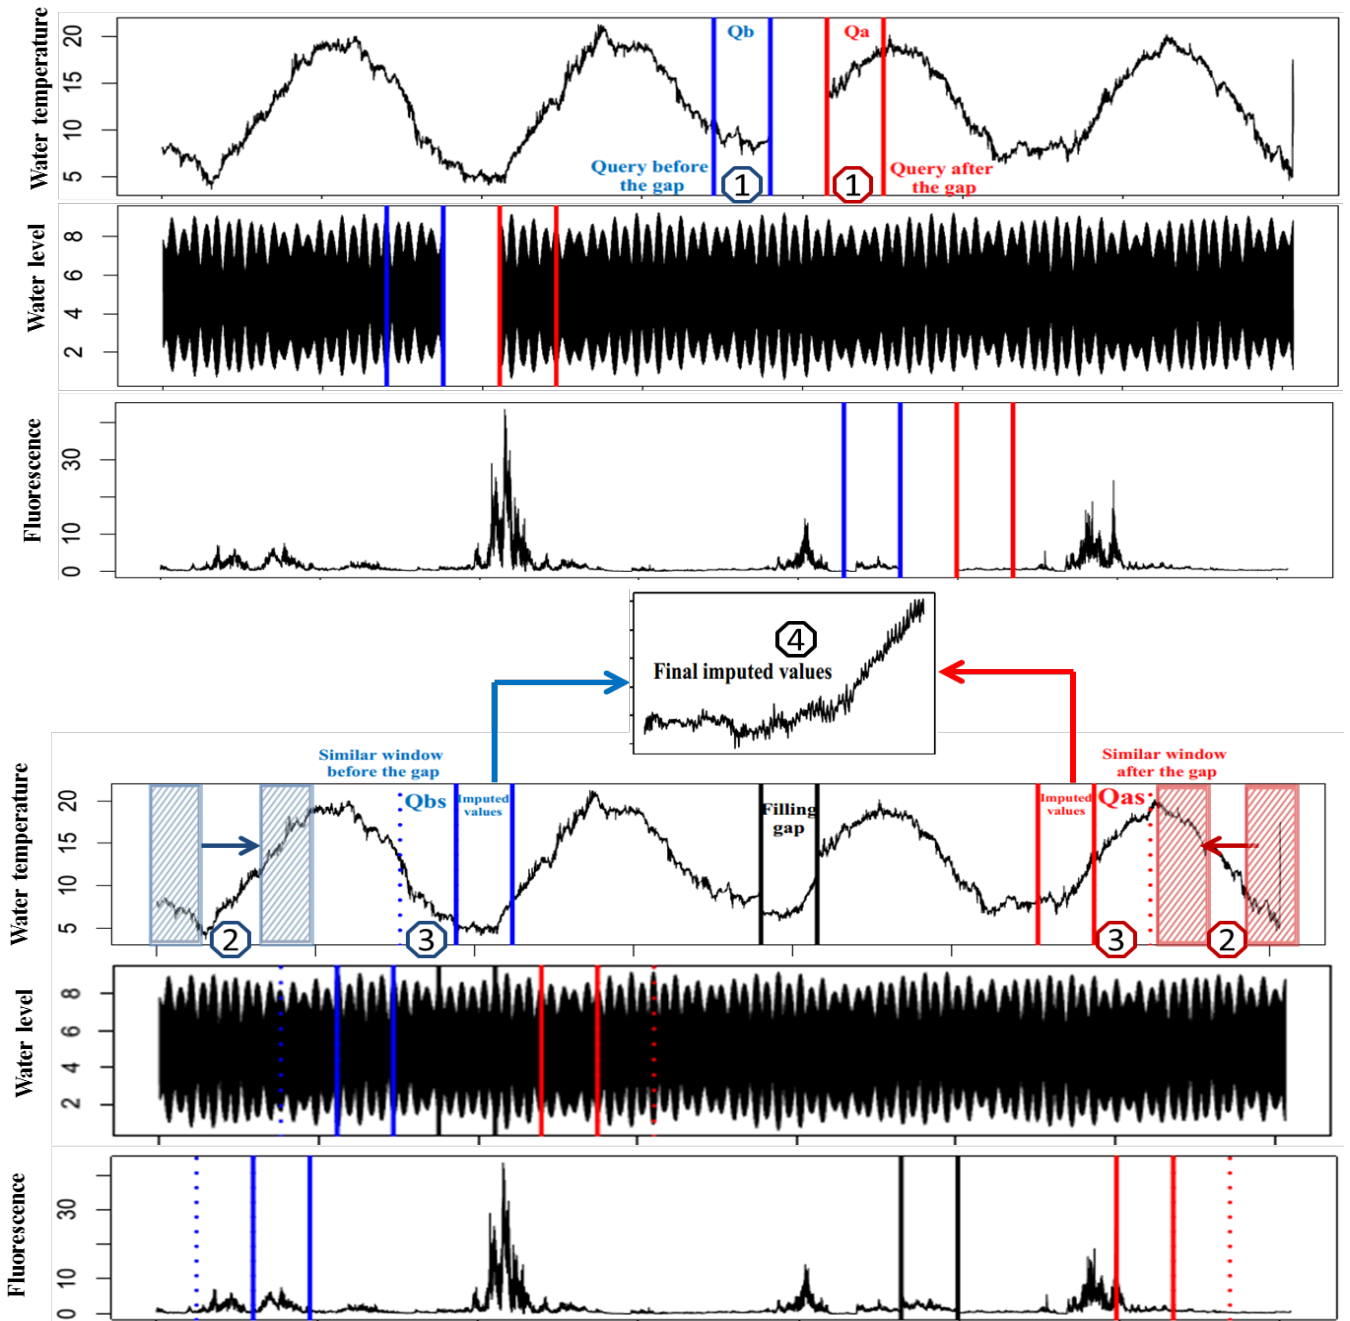 Water temperature
20
15
10
5
Qb
Qa
Query before
the gap
1
1
Query after
the gap
Water level
8
6
4
2
Fluorescence
30
10
0
4
Final imputed values
Similar window
before the gap
Similar window
after the gap
Water temperature
20
15
10
5
Qbs
Imputed
values
Filling
gap
Imputed
values
Qas
2
3
3
2
Water level
8
6
4
2
Fluorescence
30
10
0